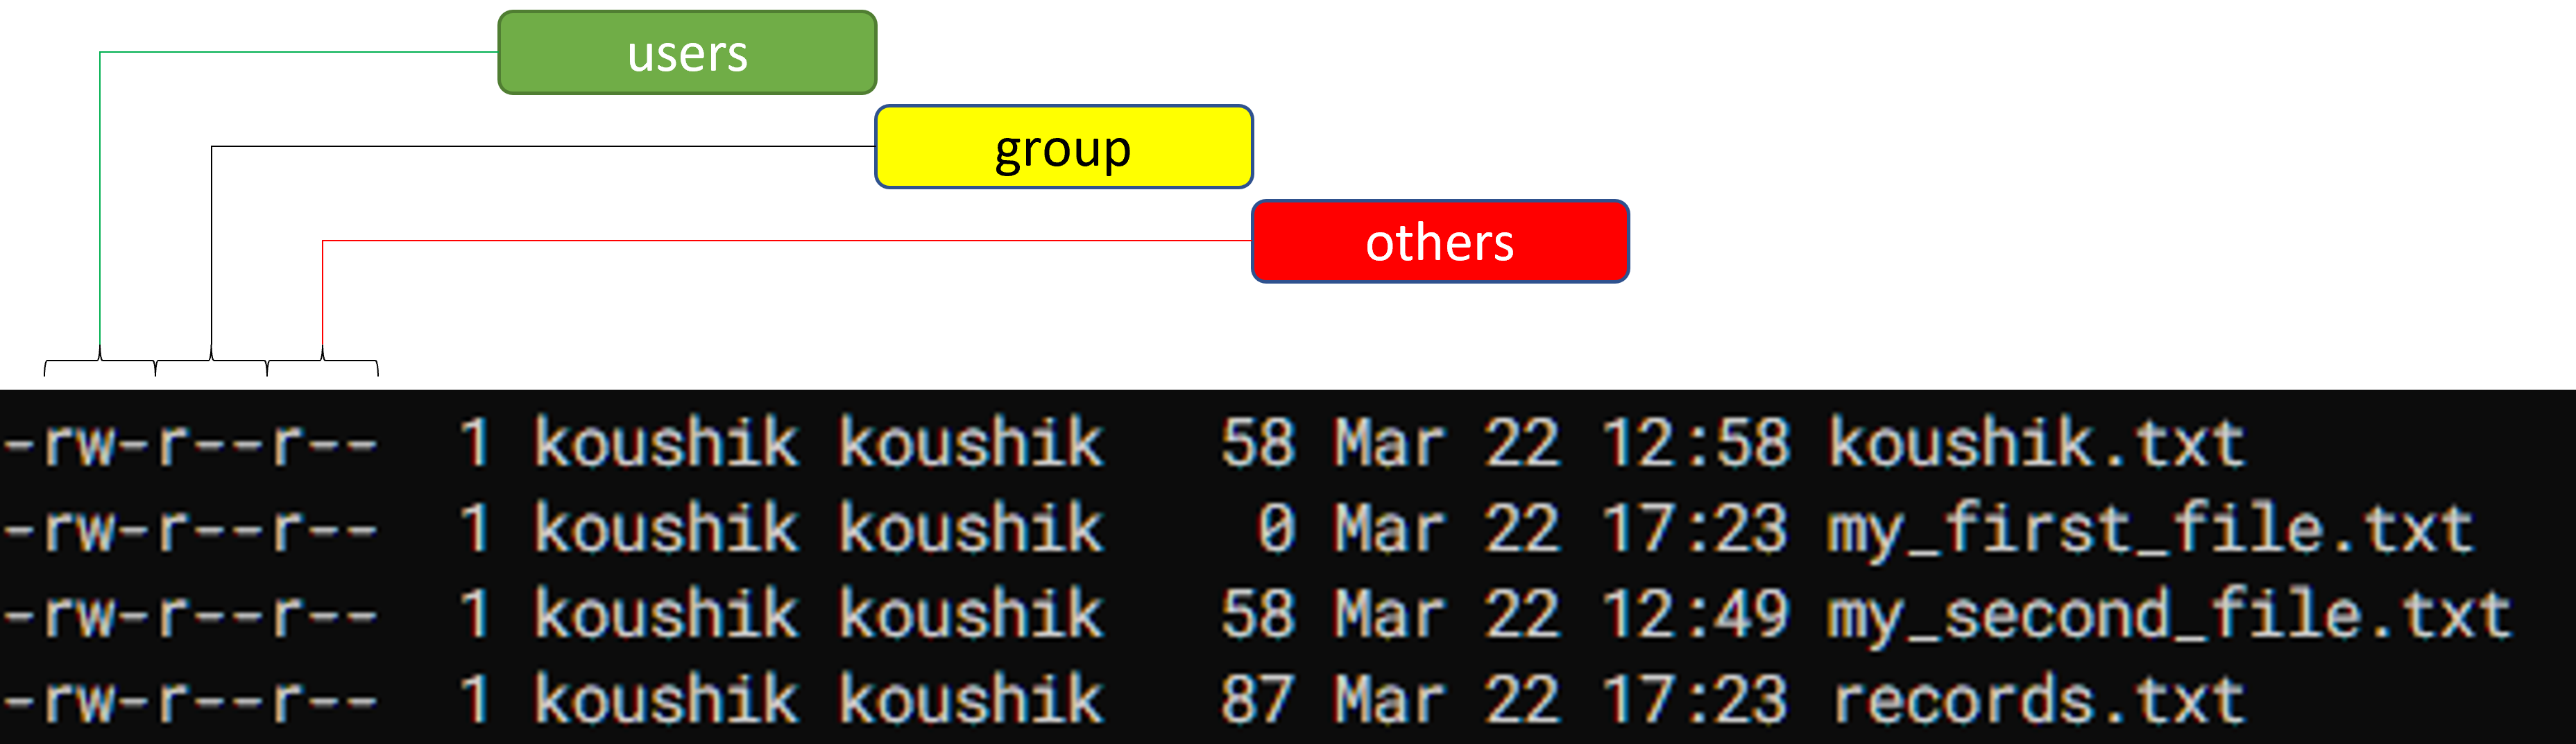 users
group
others
-rw-r--r--  1 koushik koushik   58 Mar 22 12:58 koushik.txt
-rw-r--r--  1 koushik koushik    0 Mar 22 17:23 my_first_file.txt
-rw-r--r--  1 koushik koushik   58 Mar 22 12:49 my_second_file.txt
-rw-r--r--  1 koushik koushik   87 Mar 22 17:23 records.txt